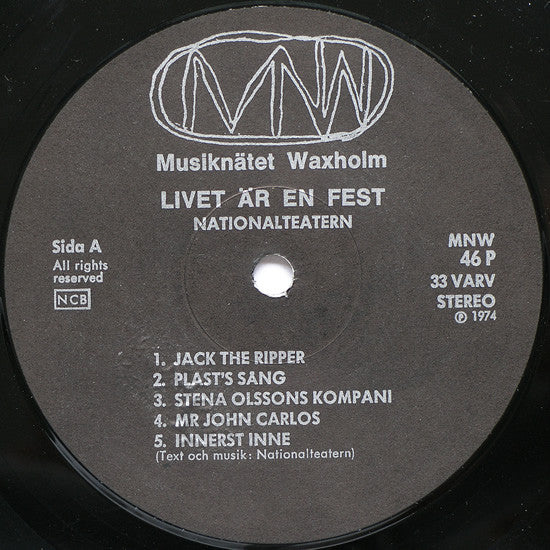 MNW
Musiknätet Waxholm
LIVET ÄR EN FEST
NATIONALTEATERN
Sida A
All rights
reserved
NCB
MNW
46 P
33 VARV
STEREO
℗ 1974
1. JACK THE RIPPER
2. PLAST'S SÅNG
3. STENA OLSSONS KOMPANI
4. MR JOHN CARLOS
5. INNERST INNE
(Text och musik: Nationalteatern)